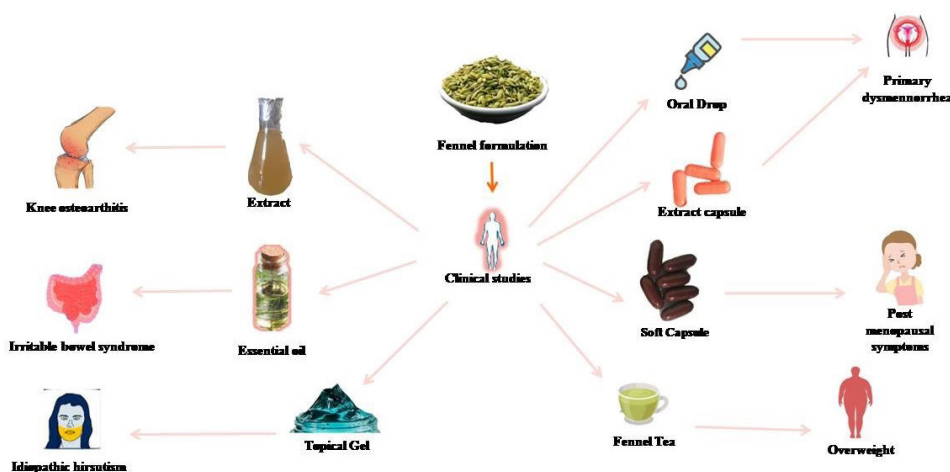 Oral Drop
Primary
dysmennorrhea
Fennel formulation
Knee osteoarthitis
Extract
Extract capsule
Clinical studies
Irritable bowel syndrome
Essential oil
Soft Capsule
Post
menopausal
symptoms
Idiopathic hirsutism
Topical Gel
Fennel Tea
Overweight